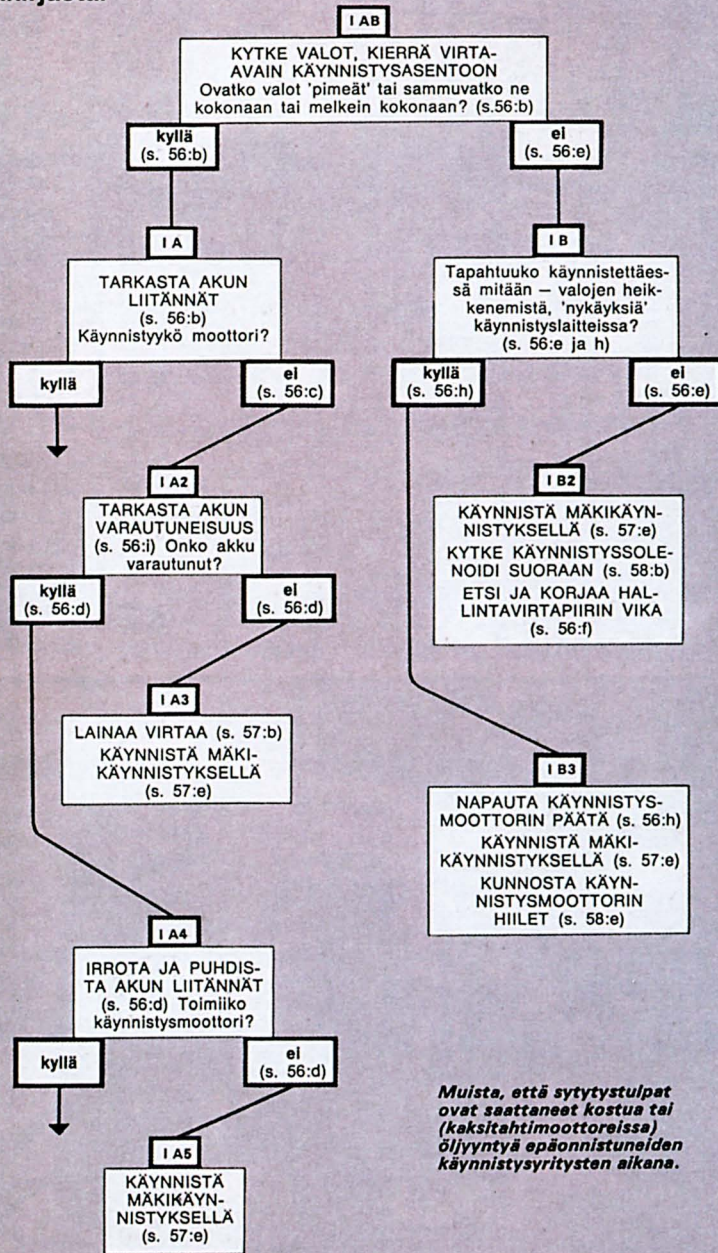 I AB
KYTKE VALOT, KIERRÄ VIRTA-
AVAIN KÄYNNISTYSASENTOON
Ovatko valot 'pimeät' tai sammuvatko ne
kokonaan tai melkein kokonaan? (s.56:b)
kyllä
(s. 56:b)
ei
(s. 56:e)
I A
TARKASTA AKUN
LIITÄNNÄT
(s. 56:b)
Käynnistyykö moottori?
I B
Tapahtuuko käynnistettäes-
sä mitään – valojen heik-
kenemistä, 'nykäyksiä'
käynnistyslaitteissa?
(s. 56:e ja h)
kyllä
ei
(s. 56:c)
kyllä
(s. 56:h)
ei
(s. 56:e)
I A2
TARKASTA AKUN
VARAUTUNEISUUS
(s. 56:i) Onko akku
varautunut?
I B2
KÄYNNISTÄ MÄKIKÄYN-
NISTYKSELLÄ (s. 57:e)
KYTKE KÄYNNISTYSSOLE-
NOIDI SUORAAN (s. 58:b)
ETSI JA KORJAA HAL-
LINTAVIRTAPIIRIN VIKA
(s. 56:f)
kyllä
(s. 56:d)
ei
(s. 56:d)
I A3
LAINAA VIRTAA (s. 57:b)
KÄYNNISTÄ MÄKI-
KÄYNNISTYKSELLÄ
(s. 57:e)
I B3
NAPAUTA KÄYNNISTYS-
MOOTTORIN PÄÄTÄ (s. 56:h)
KÄYNNISTÄ MÄKI-
KÄYNNISTYKSELLÄ (s. 57:e)
KUNNOSTA KÄYN-
NISTYSMOOTTORIN
HIILET (s. 58:e)
I A4
IRROTA JA PUHDIS-
TA AKUN LIITÄNNÄT
(s. 56:d) Toimiiko
käynnistysmoottori?
kyllä
ei
(s. 56:d)
I A5
KÄYNNISTÄ
MÄKIKÄYN-
NISTYKSELLÄ
(s. 57:e)
Muista, että sytytystulpat
ovat saattaneet kostua tai
(kaksitahtimoottoreissa)
öljyyntyä epäonnistuneiden
käynnistysyritysten aikana.